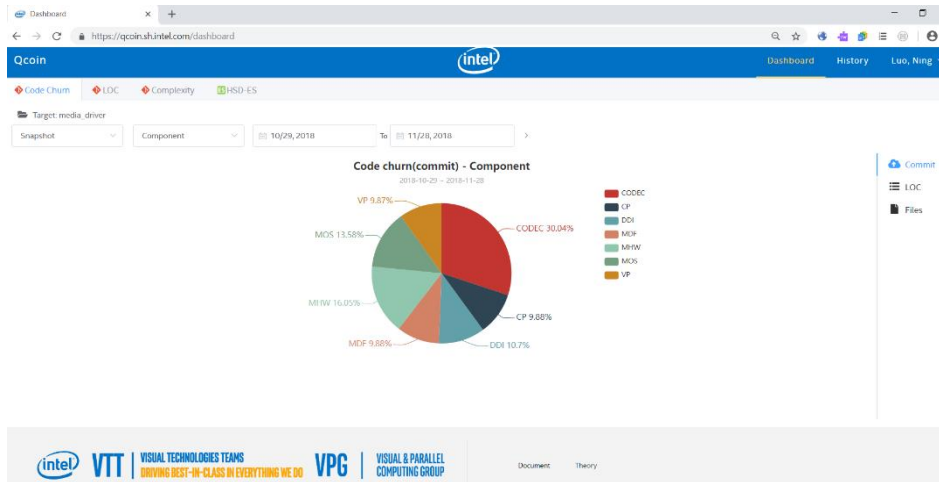 Dashboard
https://qcoin.sh.intel.com/dashboard
Qcoin
intel
Dashboard
History
Luo, Ning
Code Churn
LOC
Complexity
ES HSD-ES
Target: media_driver
Snapshot
Component
10/29, 2018
To
11/28, 2018
Code churn(commit) - Component
2018-10-29 ~ 2018-11-28
Commit
LOC
Files
VP 9.87%
MOS 13.58%
MHW 16.05%
MDF 9.88%
CODEC 30.04%
CP 9.88%
DDI 10.7%
CODEC
CP
DDI
MDF
MHW
MOS
VP
intel
VTT
VISUAL TECHNOLOGIES TEAMS
DRIVING BEST-IN-CLASS IN EVERYTHING WE DO
VPG
VISUAL & PARALLEL
COMPUTING GROUP
Document
Theory